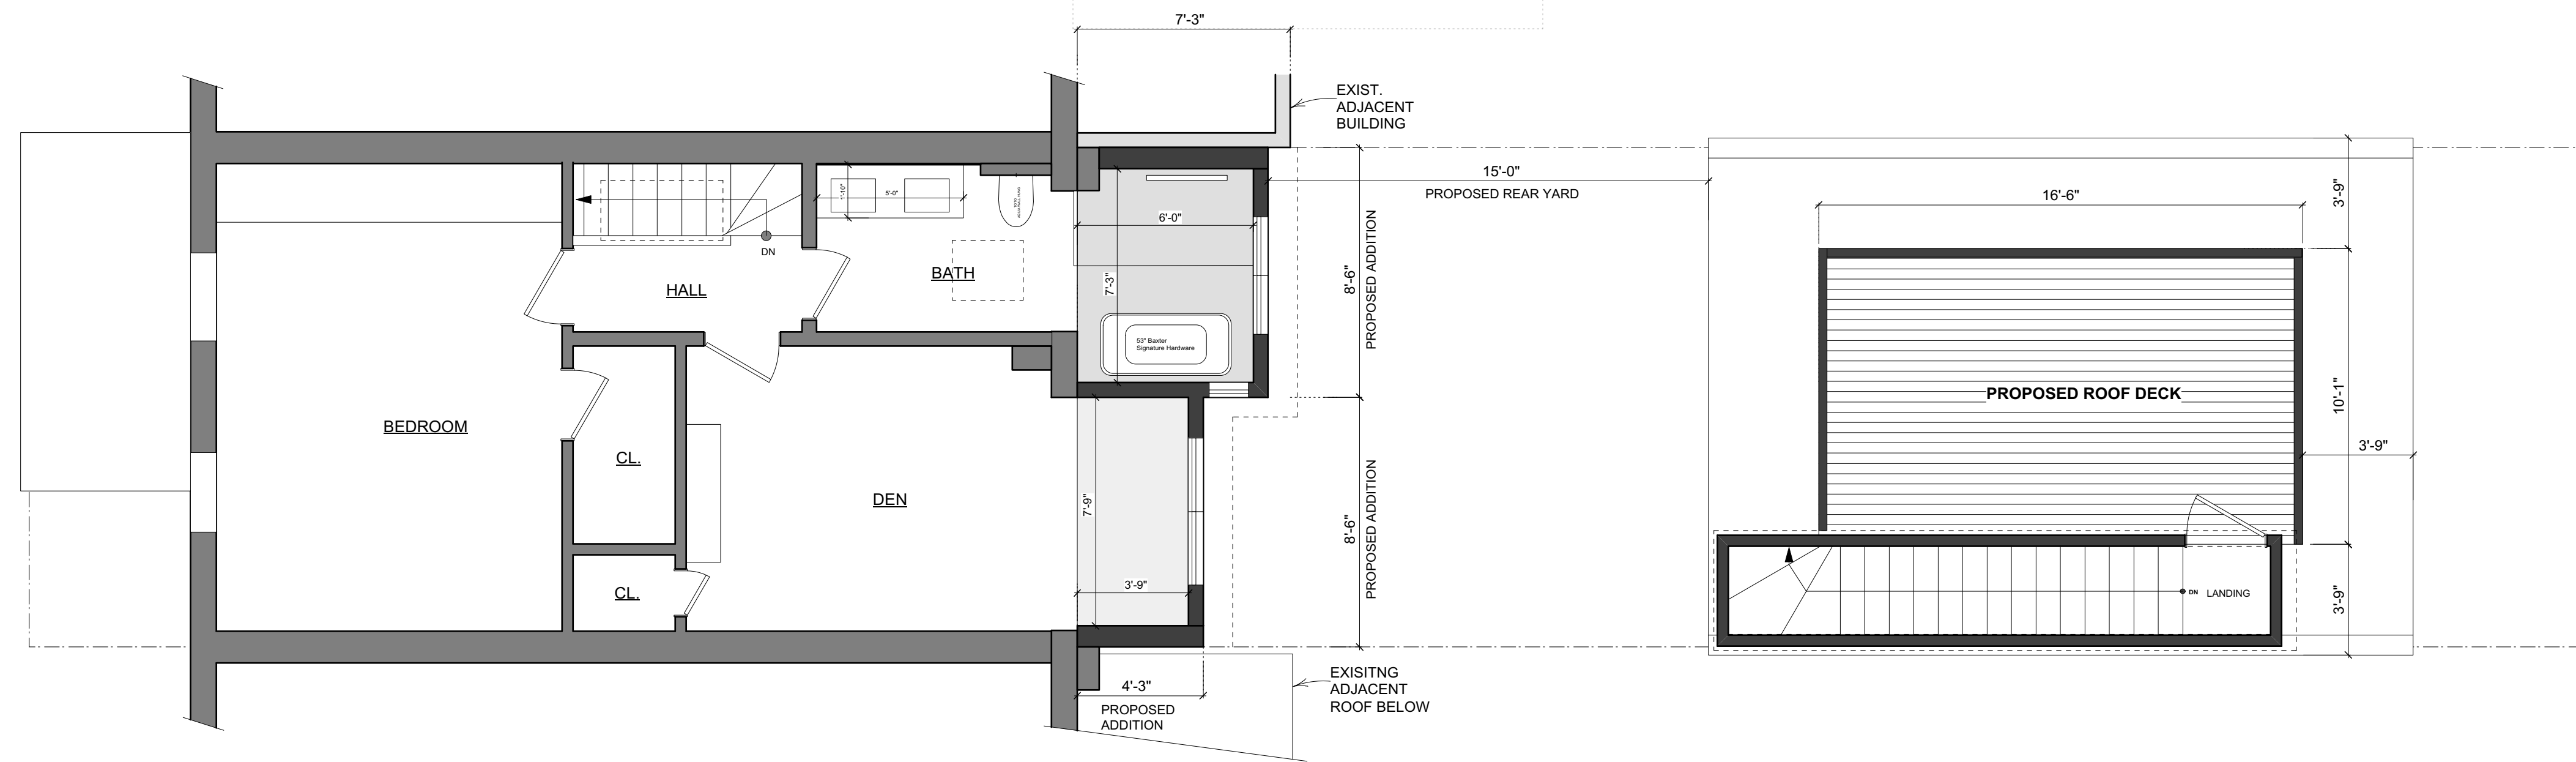 7'-3"
EXIST.
ADJACENT
BUILDING
15'-0"
PROPOSED REAR YARD
16'-6"
3'-9"
1'-10"
5'-0"
6'-0"
PROPOSED ADDITION
8'-6"
DN
HALL
BATH
7'-3"
53" Baxter
Signature Hardware
PROPOSED ROOF DECK
10'-1"
3'-9"
BEDROOM
CL.
DEN
7'-9"
8'-6"
PROPOSED ADDITION
3'-9"
CL.
DN
LANDING
3'-9"
4'-3"
PROPOSED
ADDITION
EXISITNG
ADJACENT
ROOF BELOW